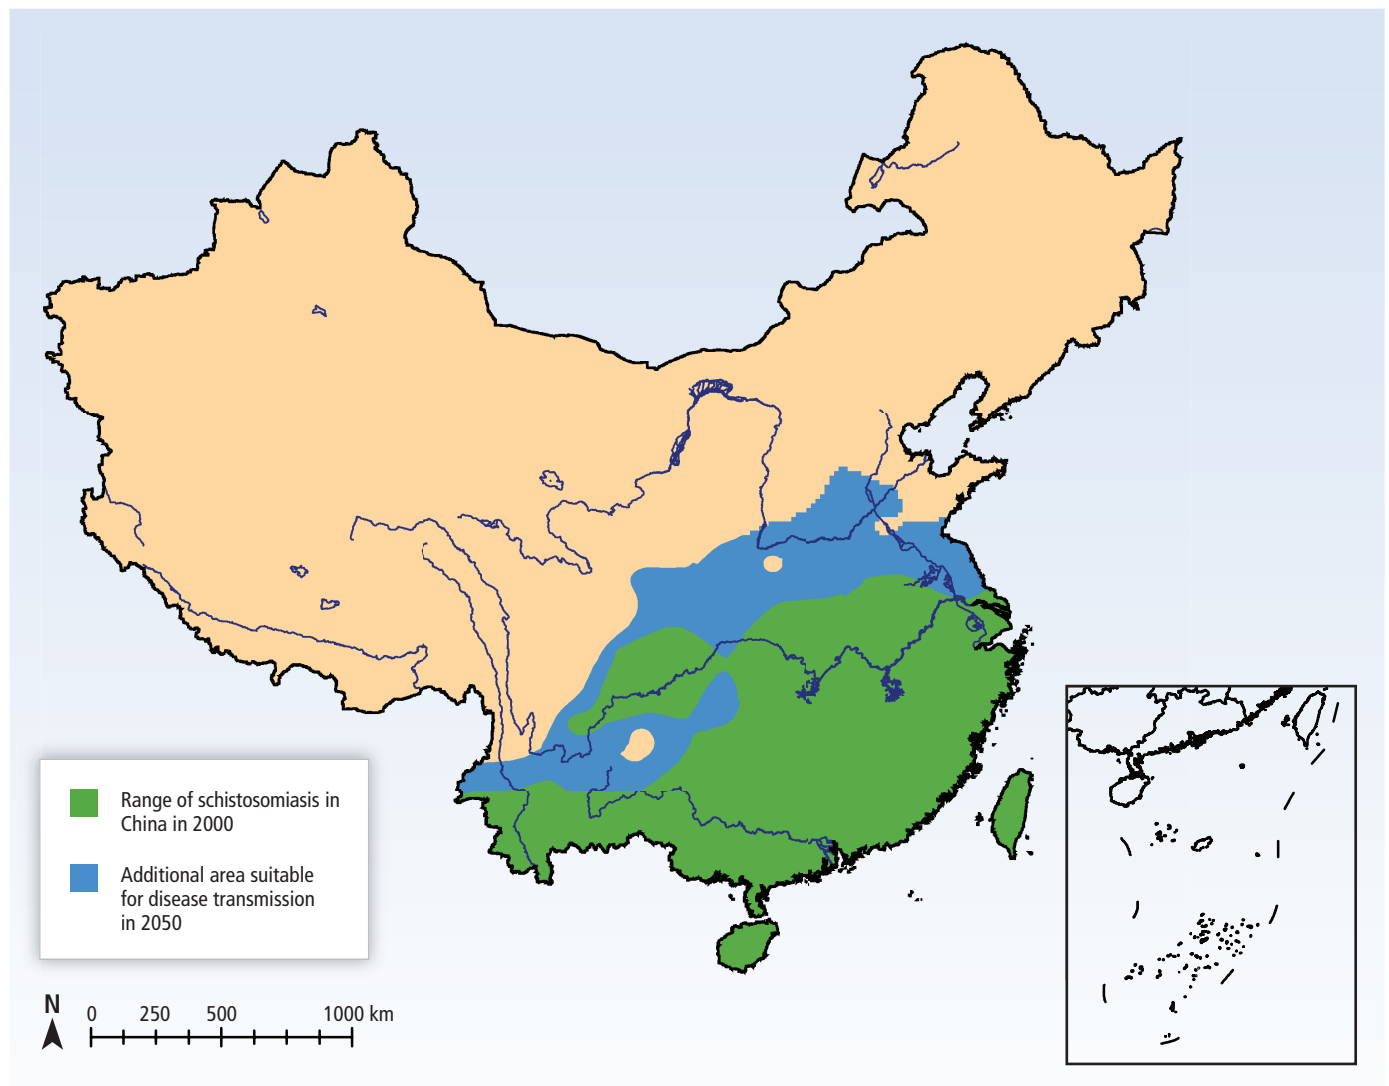 Range of schistosomiasis in
China in 2000
Additional area suitable
for disease transmission
in 2050
N
0 250 500 1000 km